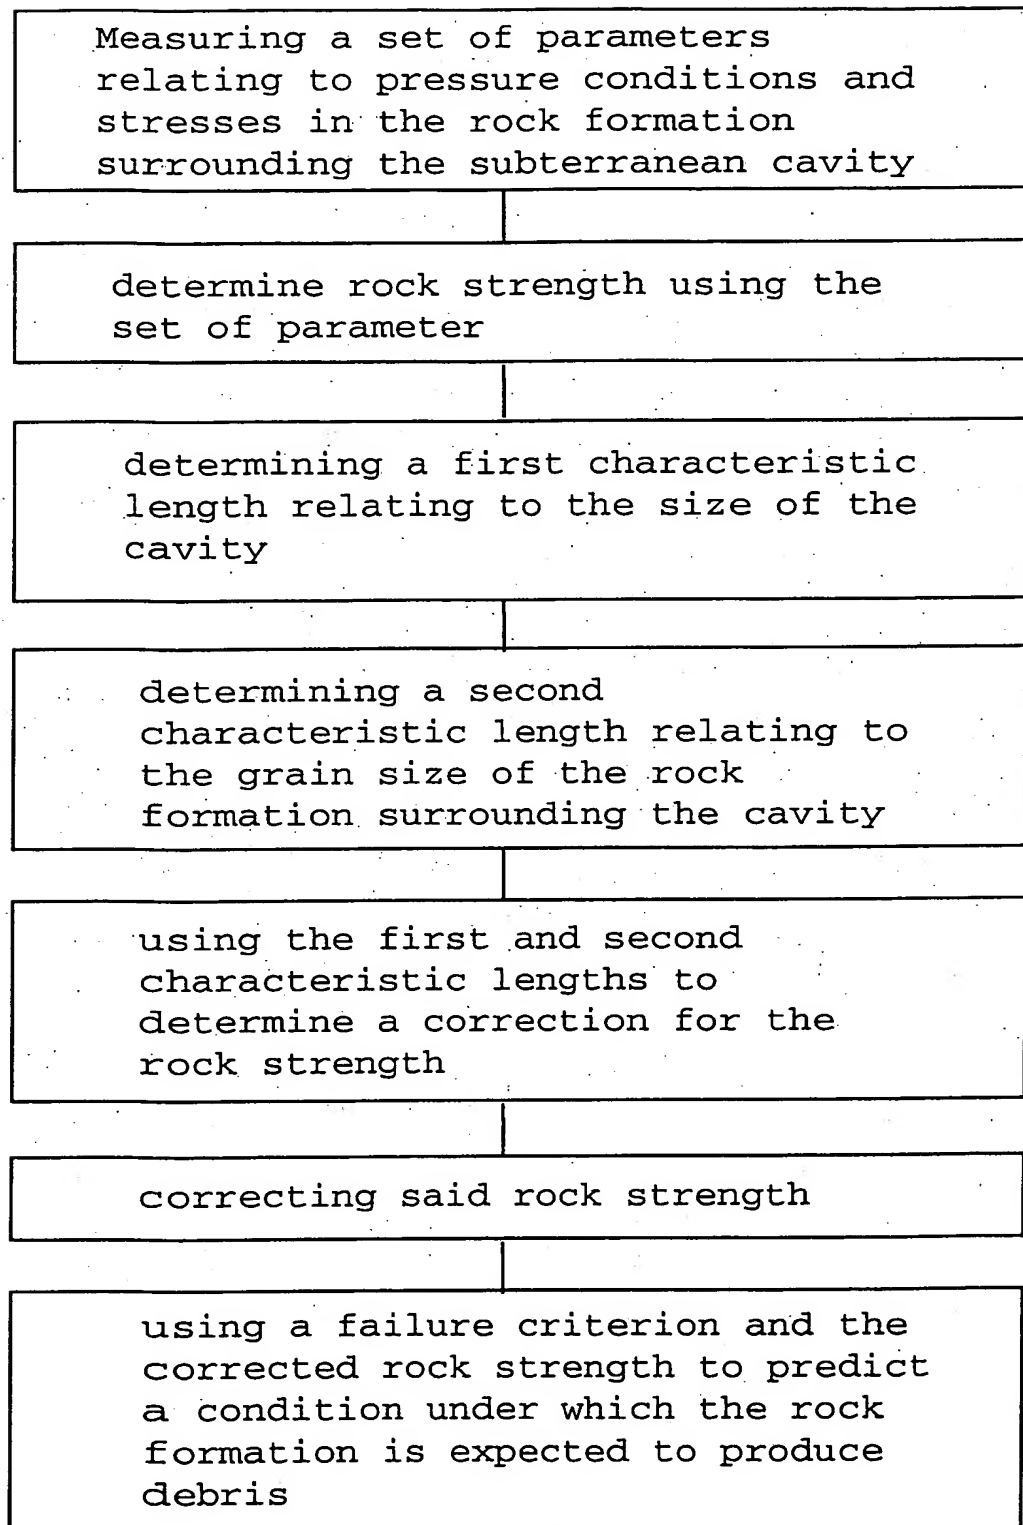 Measuring a set of parameters
relating to pressure conditions and
stresses in the rock formation
surrounding the subterranean cavity
determine rock strength using the
set of parameter
determining a first characteristic
length relating to the size of the
cavity
determining a second
characteristic length relating to
the grain size of the rock
formation surrounding the cavity
using the first and second
characteristic lengths to
determine a correction for the
rock strength
correcting said rock strength
using a failure criterion and the
corrected rock strength to predict
a condition under which the rock
formation is expected to produce
debris